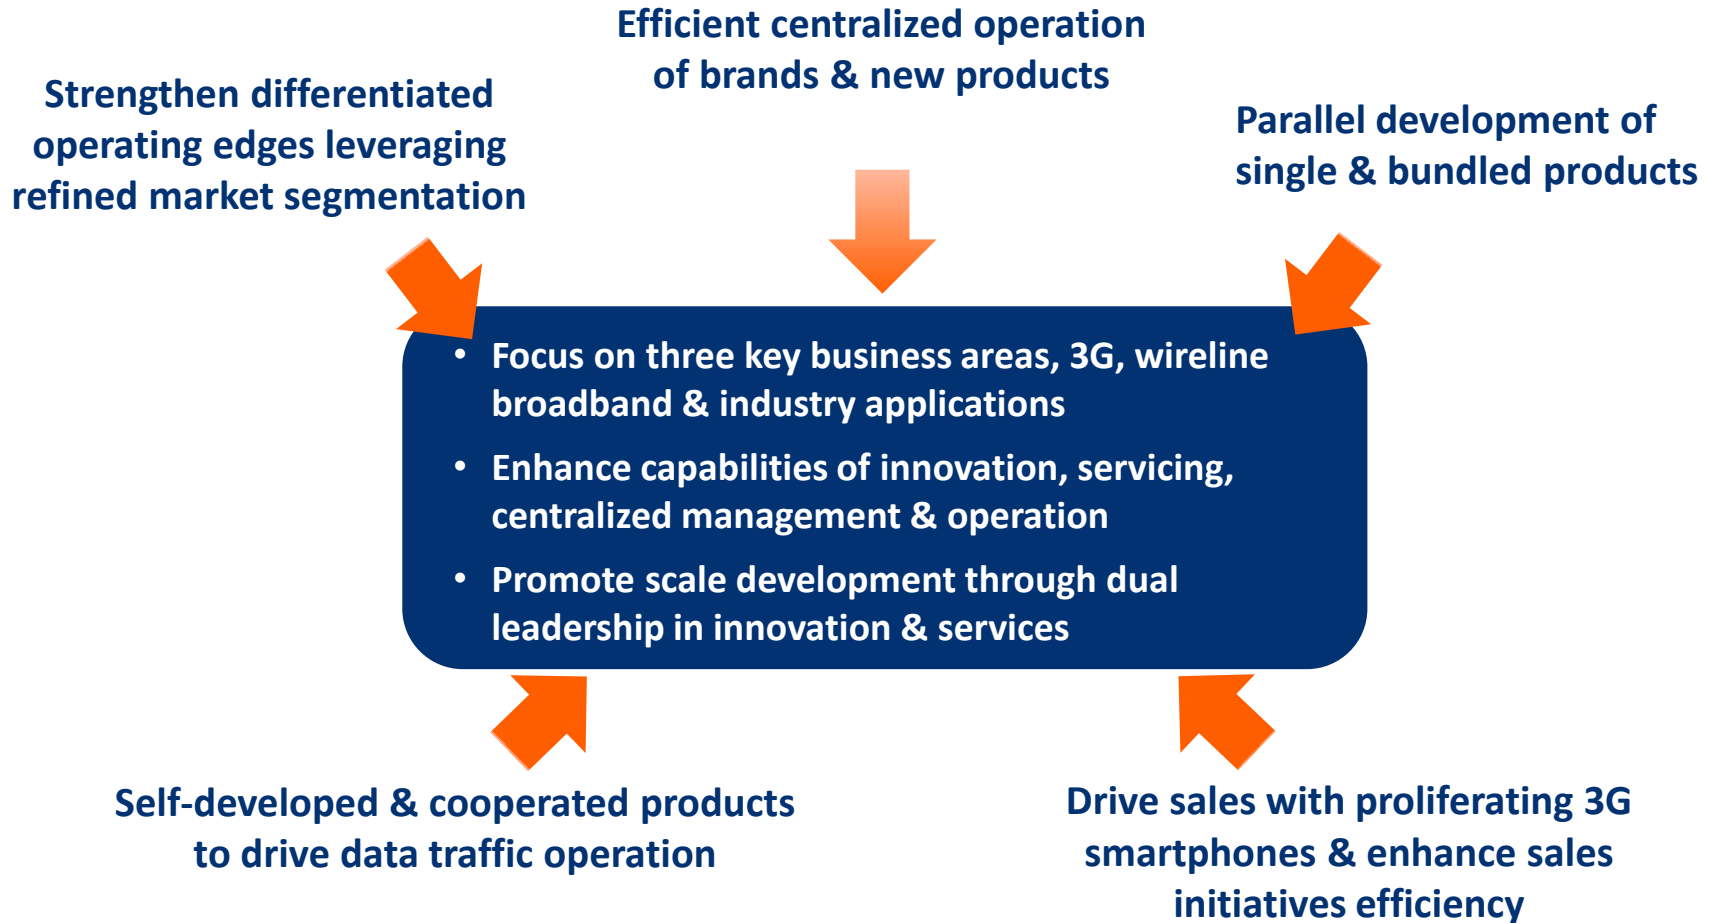 Efficient centralized operation
of brands & new products
Strengthen differentiated
operating edges leveraging
refined market segmentation
Parallel development of
single & bundled products
• Focus on three key business areas, 3G, wireline
broadband & industry applications
• Enhance capabilities of innovation, servicing,
centralized management & operation
• Promote scale development through dual
leadership in innovation & services
Self-developed & cooperated products
to drive data traffic operation
Drive sales with proliferating 3G
smartphones & enhance sales
initiatives efficiency